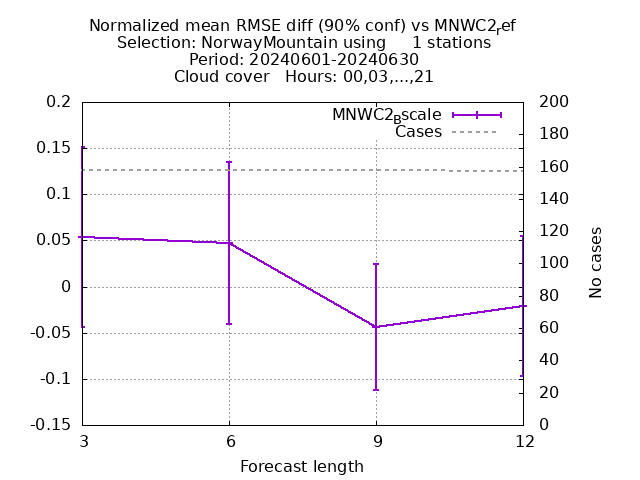 Normalized mean RMSE diff (90% conf) vs MNWC2ref
Selection: NorwayMountain using 1 stations
Period: 20240601-20240630
Cloud cover Hours: 00,03,...,21
MNWC2Bscale
Cases
0.2
0.15
0.1
0.05
0
-0.05
-0.1
-0.15
200
180
160
140
120
100
80
60
40
20
0
No cases
3 6 9 12
Forecast length